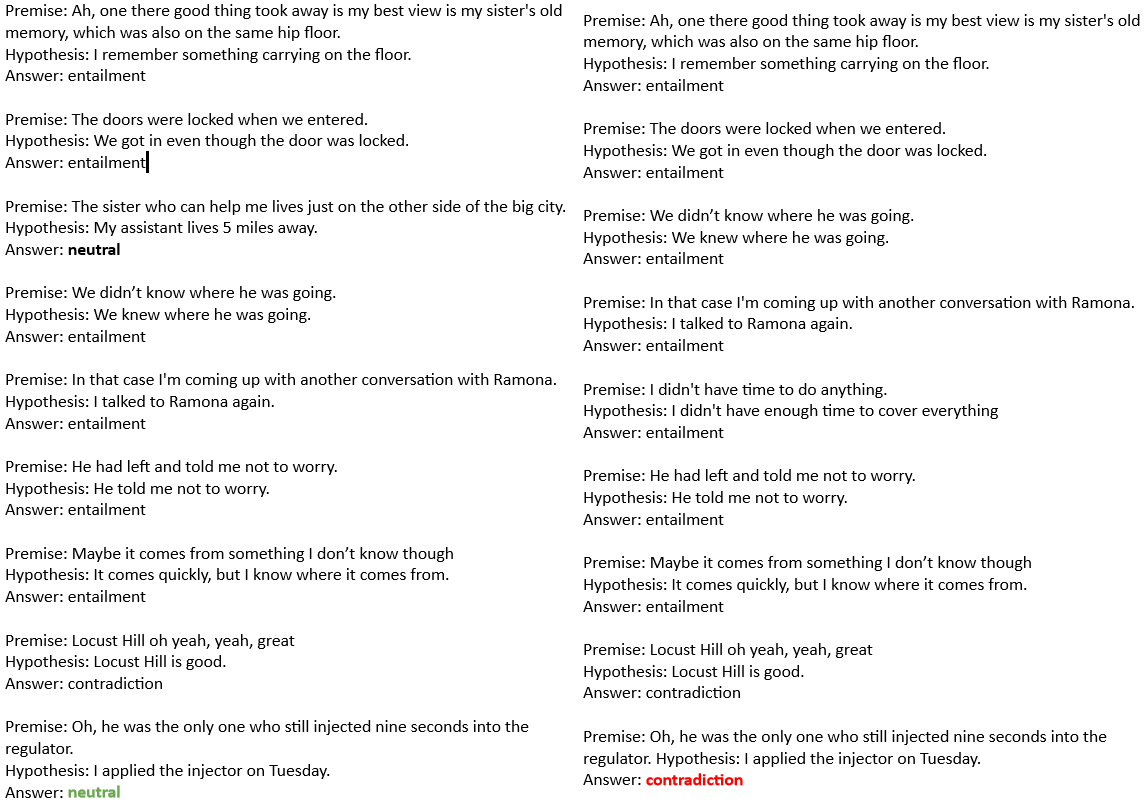 Premise: Ah, one there good thing took away is my best view is my sister's old
memory, which was also on the same hip floor.
Hypothesis: I remember something carrying on the floor.
Answer: entailment
Premise: The doors were locked when we entered.
Hypothesis: We got in even though the door was locked.
Answer: entailment
Premise: The sister who can help me lives just on the other side of the big city.
Hypothesis: My assistant lives 5 miles away.
Answer: neutral
Premise: We didn’t know where he was going.
Hypothesis: We knew where he was going.
Answer: entailment
Premise: In that case I'm coming up with another conversation with Ramona.
Hypothesis: I talked to Ramona again.
Answer: entailment
Premise: He had left and told me not to worry.
Hypothesis: He told me not to worry.
Answer: entailment
Premise: Maybe it comes from something I don’t know though
Hypothesis: It comes quickly, but I know where it comes from.
Answer: entailment
Premise: Locust Hill oh yeah, yeah, great
Hypothesis: Locust Hill is good.
Answer: contradiction
Premise: Oh, he was the only one who still injected nine seconds into the
regulator.
Hypothesis: I applied the injector on Tuesday.
Answer: neutral
Premise: Ah, one there good thing took away is my best view is my sister's old
memory, which was also on the same hip floor.
Hypothesis: I remember something carrying on the floor.
Answer: entailment
Premise: The doors were locked when we entered.
Hypothesis: We got in even though the door was locked.
Answer: entailment
Premise: We didn’t know where he was going.
Hypothesis: We knew where he was going.
Answer: entailment
Premise: In that case I'm coming up with another conversation with Ramona.
Hypothesis: I talked to Ramona again.
Answer: entailment
Premise: I didn't have time to do anything.
Hypothesis: I didn't have enough time to cover everything
Answer: entailment
Premise: He had left and told me not to worry.
Hypothesis: He told me not to worry.
Answer: entailment
Premise: Maybe it comes from something I don’t know though
Hypothesis: It comes quickly, but I know where it comes from.
Answer: entailment
Premise: Locust Hill oh yeah, yeah, great
Hypothesis: Locust Hill is good.
Answer: contradiction
Premise: Oh, he was the only one who still injected nine seconds into the
regulator. Hypothesis: I applied the injector on Tuesday.
Answer: contradiction